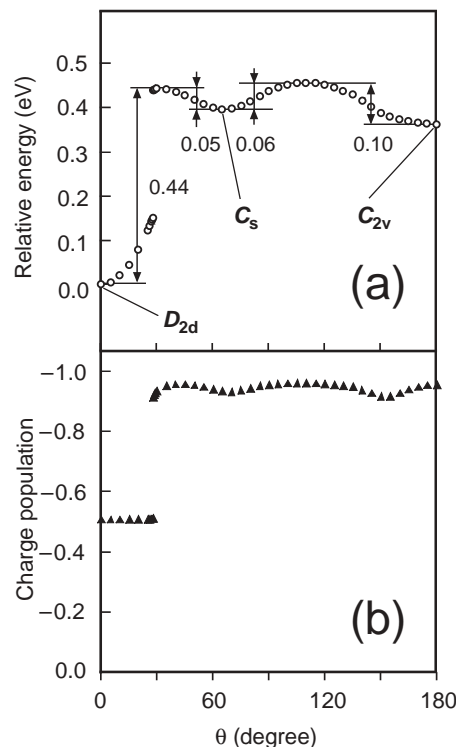 (a)
Relative energy (eV)
0.5
0.4
0.3
0.2
0.1
0.0
0.44
0.05
0.06
0.10
Cs
C2v
D2d
(b)
Charge population
−1.0
−0.8
−0.6
−0.4
−0.2
0.0
0
60
120
180
θ (degree)